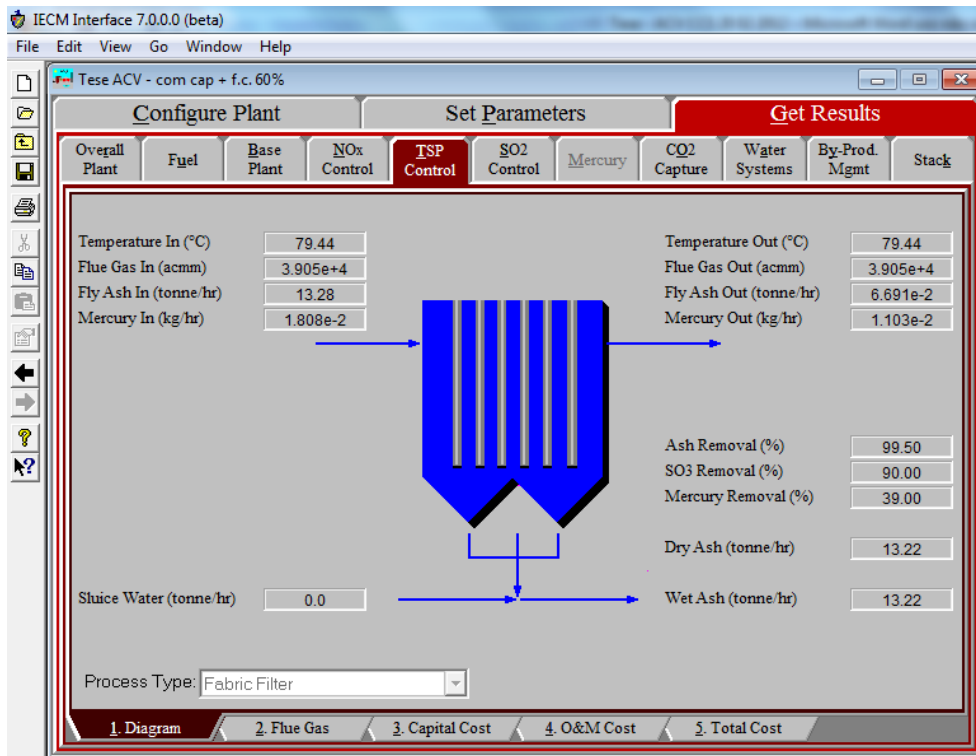 IECM Interface 7.0.0.0 (beta)
File Edit View Go Window Help
Tese ACV - com cap + f.c. 60%
Configure Plant Set Parameters Get Results
Overall Plant Fuel Base Plant NOx Control TSP Control SO2 Control Mercury CO2 Capture Water Systems By-Prod. Mgmt Stack
Temperature In (°C) 79.44 Temperature Out (°C) 79.44
Flue Gas In (acmm) 3.905e+4 Flue Gas Out (acmm) 3.905e+4
Fly Ash In (tonne/hr) 13.28 Fly Ash Out (tonne/hr) 6.691e-2
Mercury In (kg/hr) 1.808e-2 Mercury Out (kg/hr) 1.103e-2
Ash Removal (%) 99.50
SO3 Removal (%) 90.00
Mercury Removal (%) 39.00
Dry Ash (tonne/hr) 13.22
Sluice Water (tonne/hr) 0.0 Wet Ash (tonne/hr) 13.22
Process Type: Fabric Filter
1. Diagram 2. Flue Gas 3. Capital Cost 4. O&M Cost 5. Total Cost